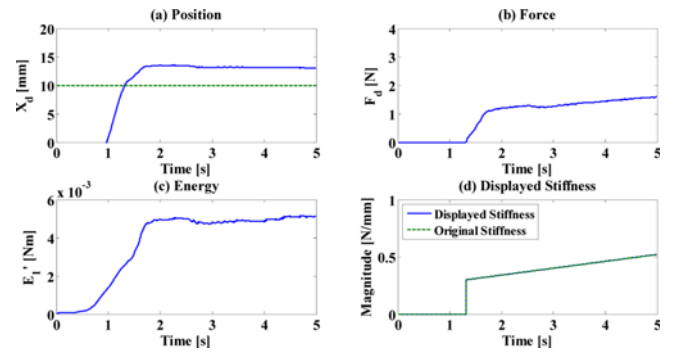 (a) Position
20
15
10
5
0
X_d [mm]
0 1 2 3 4 5
Time [s]
(b) Force
4
3
2
1
0
F_d [N]
0 1 2 3 4 5
Time [s]
(c) Energy
x 10^-3
6
4
2
0
E_1' [Nm]
0 1 2 3 4 5
Time [s]
(d) Displayed Stiffness
1
0.5
0
Magnitude [N/mm]
Displayed Stiffness
Original Stiffness
0 1 2 3 4 5
Time [s]